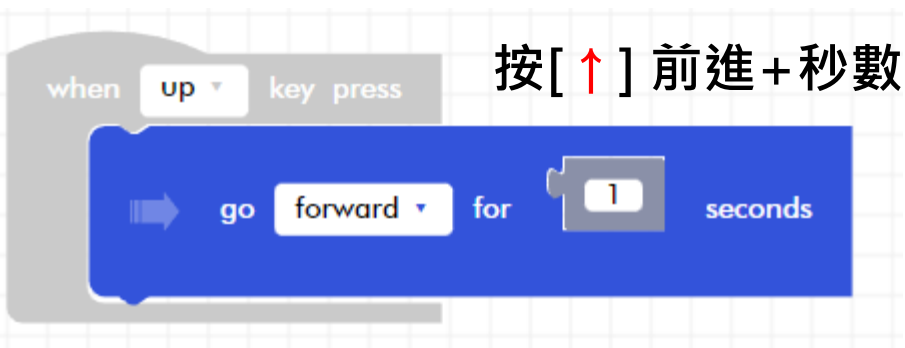 按[↑] 前進+秒數
when up key press
go forward for 1 seconds